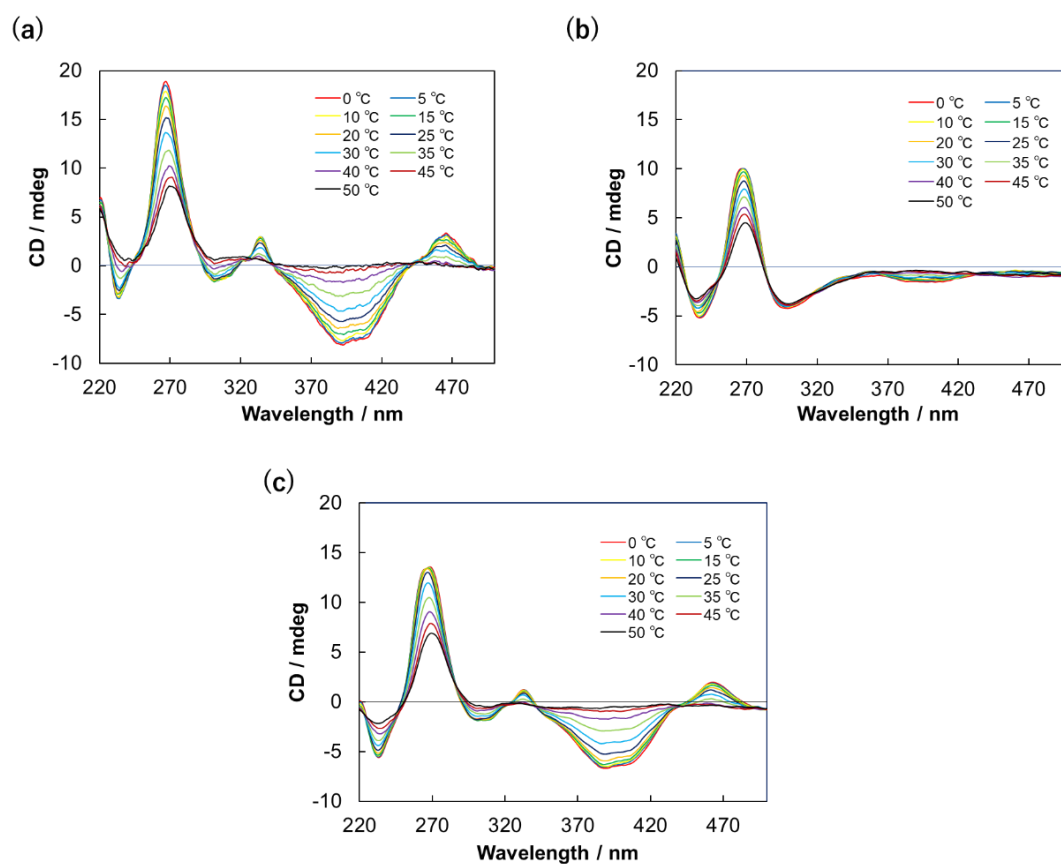 (a)
20
15
10
5
0
-5
-10
CD / mdeg
0 ℃ 5 ℃
10 ℃ 15 ℃
20 ℃ 25 ℃
30 ℃ 35 ℃
40 ℃ 45 ℃
50 ℃
220 270 320 370 420 470
Wavelength / nm
(b)
20
15
10
5
0
-5
-10
CD / mdeg
0 ℃ 5 ℃
10 ℃ 15 ℃
20 ℃ 25 ℃
30 ℃ 35 ℃
40 ℃ 45 ℃
50 ℃
220 270 320 370 420 470
Wavelength / nm
(c)
20
15
10
5
0
-5
-10
CD / mdeg
0 ℃ 5 ℃
10 ℃ 15 ℃
20 ℃ 25 ℃
30 ℃ 35 ℃
40 ℃ 45 ℃
50 ℃
220 270 320 370 420 470
Wavelength / nm